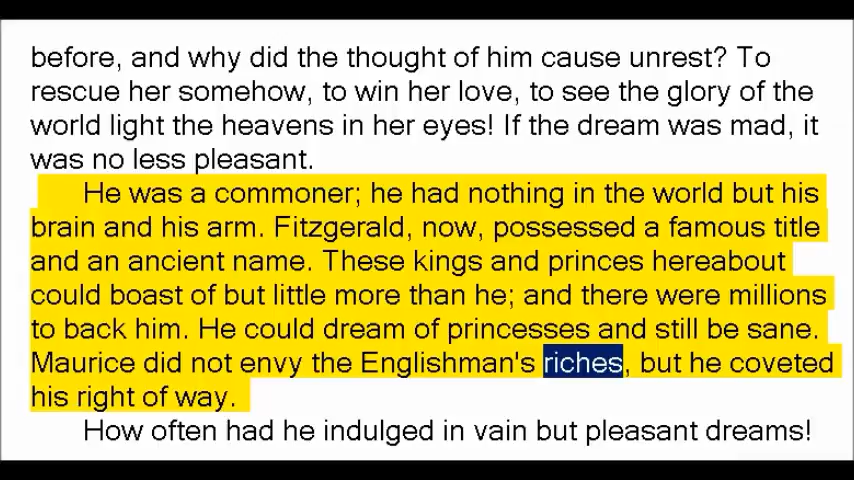 before, and why did the thought of him cause unrest? To
rescue her somehow, to win her love, to see the glory of the
world light the heavens in her eyes! If the dream was mad, it
was no less pleasant.
He was a commoner; he had nothing in the world but his
brain and his arm. Fitzgerald, now, possessed a famous title
and an ancient name. These kings and princes hereabout
could boast of but little more than he; and there were millions
to back him. He could dream of princesses and still be sane.
Maurice did not envy the Englishman's riches, but he coveted
his right of way.
How often had he indulged in vain but pleasant dreams!